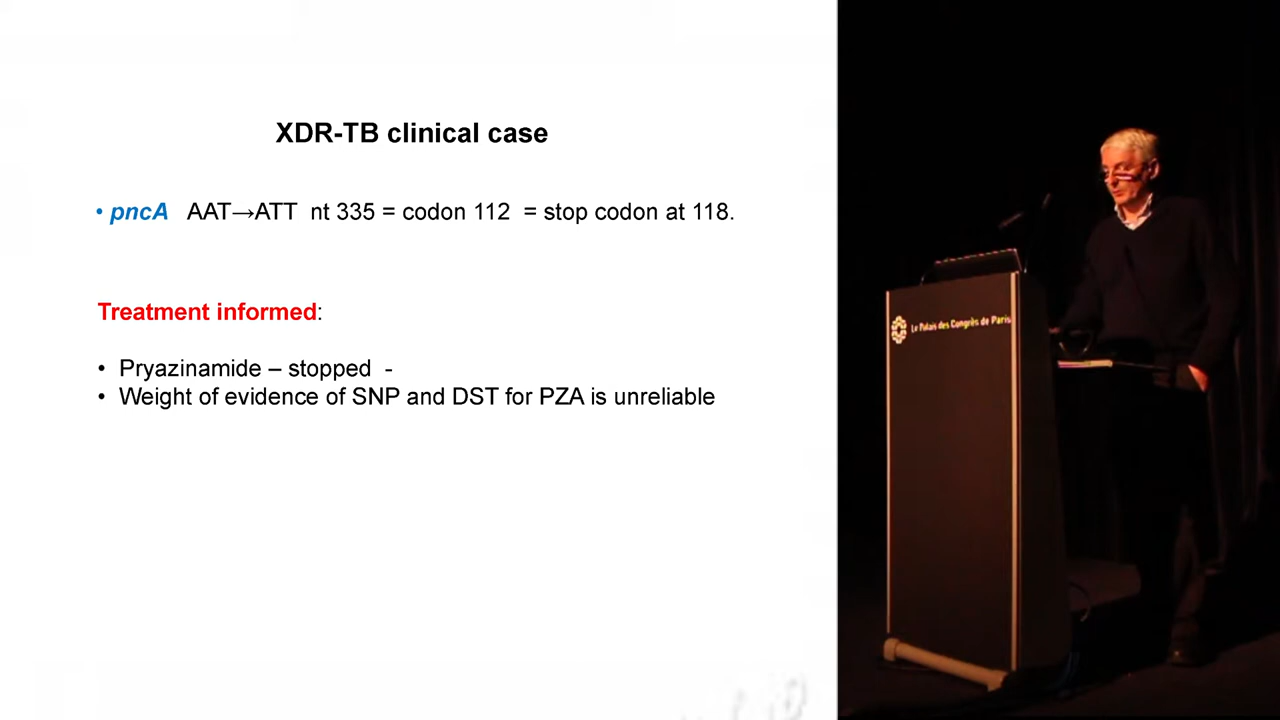 XDR-TB clinical case
• pncA AAT→ATT nt 335 = codon 112 = stop codon at 118.
Treatment informed:
• Pryazinamide – stopped -
• Weight of evidence of SNP and DST for PZA is unreliable
Le Palais des Congrès de Paris